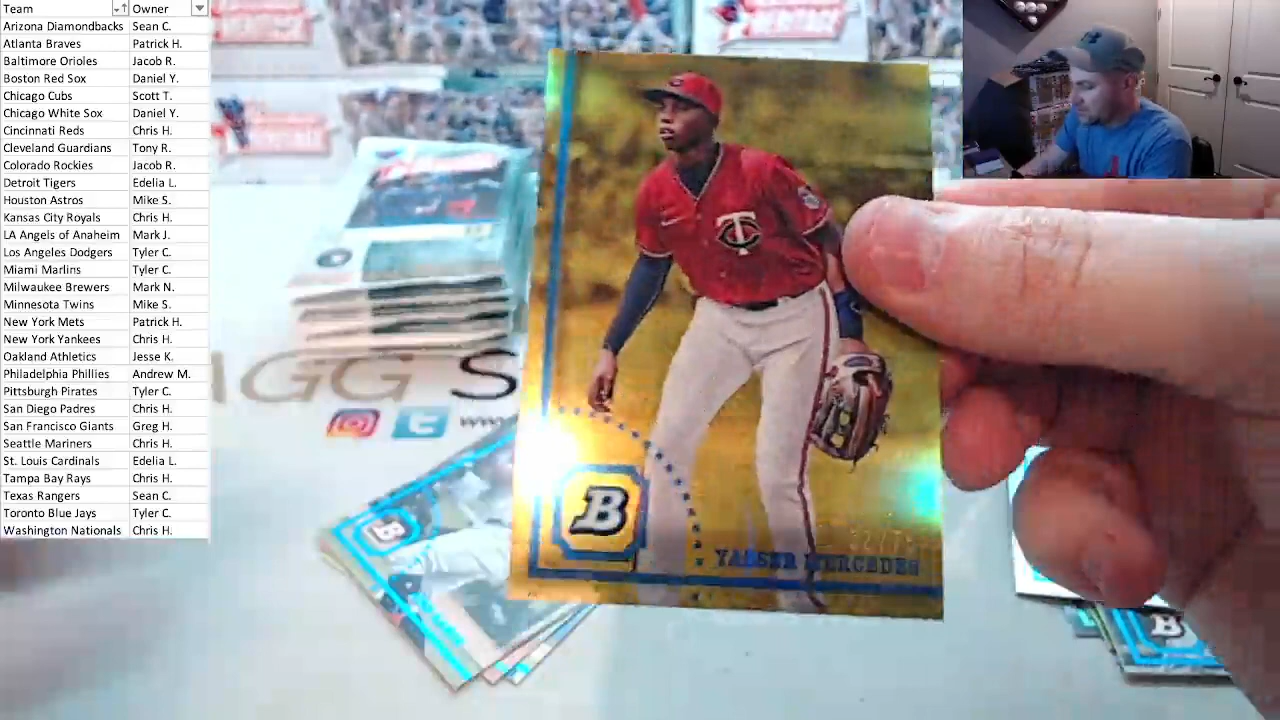 Team Owner
Arizona Diamondbacks Sean C.
Atlanta Braves Patrick H.
Baltimore Orioles Jacob R.
Boston Red Sox Daniel Y.
Chicago Cubs Scott T.
Chicago White Sox Daniel Y.
Cincinnati Reds Chris H.
Cleveland Guardians Tony R.
Colorado Rockies Jacob R.
Detroit Tigers Edelia L.
Houston Astros Mike S.
Kansas City Royals Chris H.
LA Angels of Anaheim Mark J.
Los Angeles Dodgers Tyler C.
Miami Marlins Tyler C.
Milwaukee Brewers Mark N.
Minnesota Twins Mike S.
New York Mets Patrick H.
New York Yankees Chris H.
Oakland Athletics Jesse K.
Philadelphia Phillies Andrew M.
Pittsburgh Pirates Tyler C.
San Diego Padres Chris H.
San Francisco Giants Greg H.
Seattle Mariners Chris H.
St. Louis Cardinals Edelia L.
Tampa Bay Rays Chris H.
Texas Rangers Sean C.
Toronto Blue Jays Tyler C.
Washington Nationals Chris H.
TC
B
YASSER MERCEDES
AGG S
www
B
B